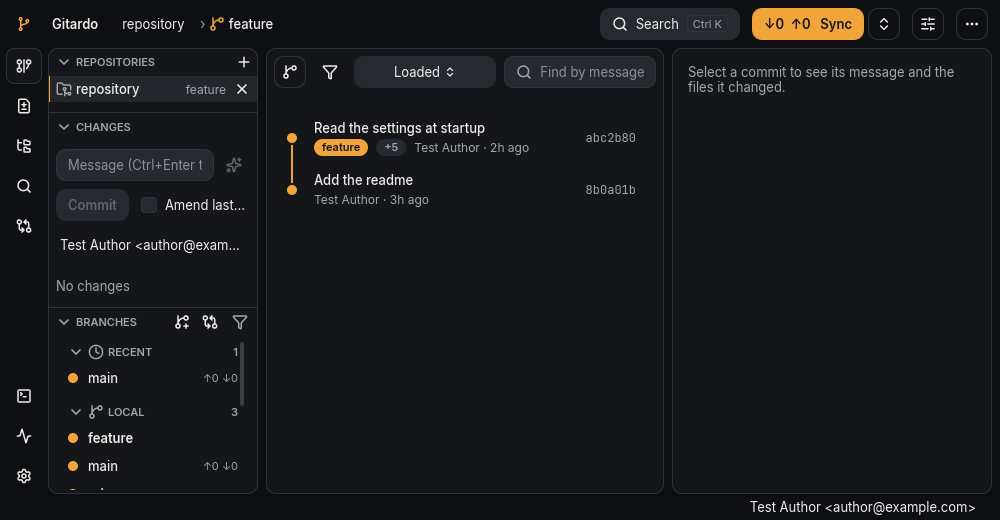 Gitardo repository › feature Search Ctrl K ↓0 ↑0 Sync
REPOSITORIES
repository feature
CHANGES
Message (Ctrl+Enter t
Commit Amend last...
Test Author <author@exam...
No changes
BRANCHES
RECENT 1
main ↑0 ↓0
LOCAL 3
feature
main ↑0 ↓0
Loaded Find by message
Read the settings at startup
feature +5 Test Author · 2h ago abc2b80
Add the readme
Test Author · 3h ago 8b0a01b
Select a commit to see its message and the
files it changed.
Test Author <author@example.com>